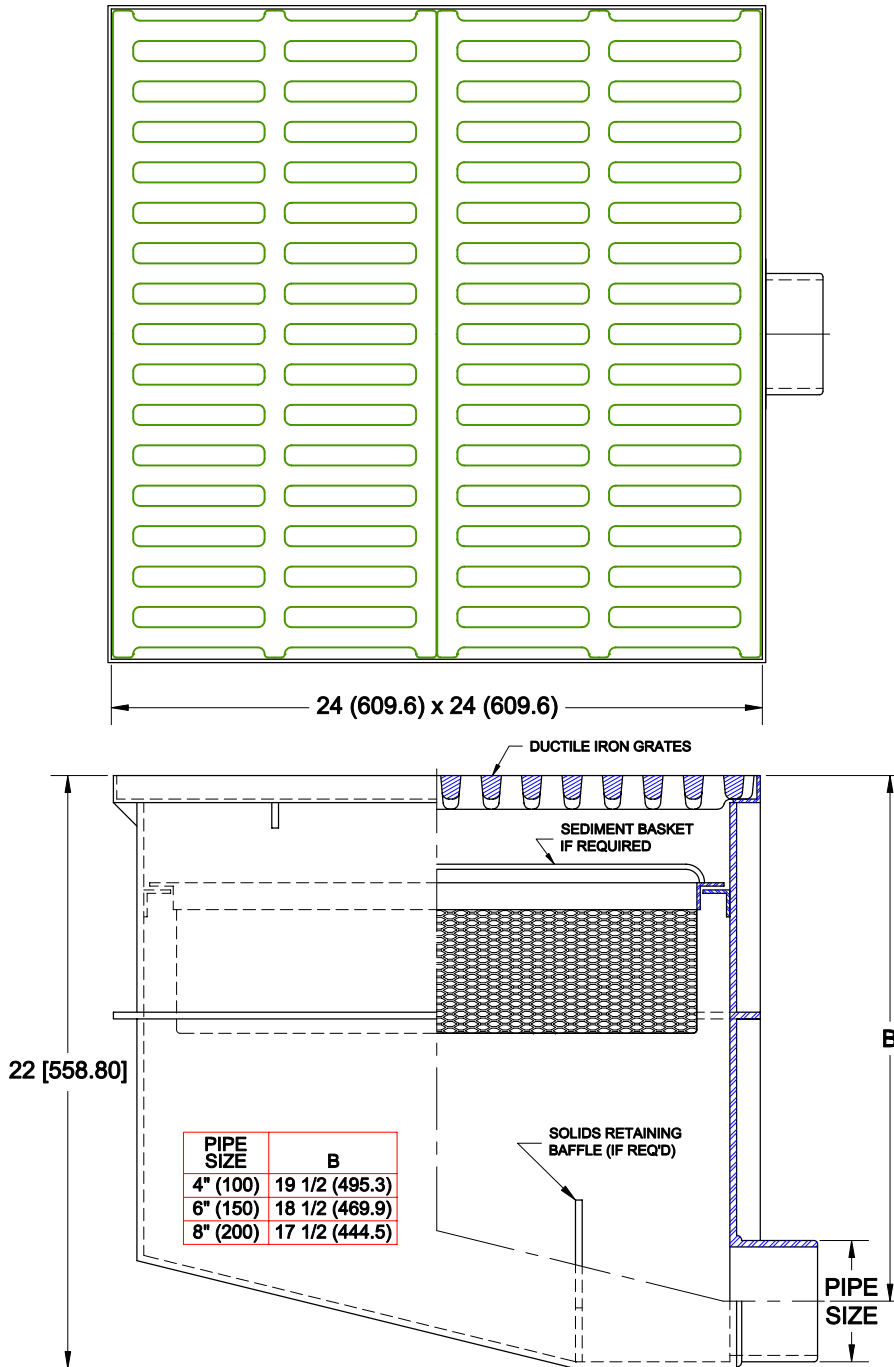 24 (609.6) x 24 (609.6)
DUCTILE IRON GRATES
SEDIMENT BASKET
IF REQUIRED
B
22 [558.80]
SOLIDS RETAINING
BAFFLE (IF REQ'D)
PIPE
SIZE B
4" (100) 19 1/2 (495.3)
6" (150) 18 1/2 (469.9)
8" (200) 17 1/2 (444.5)
PIPE
SIZE